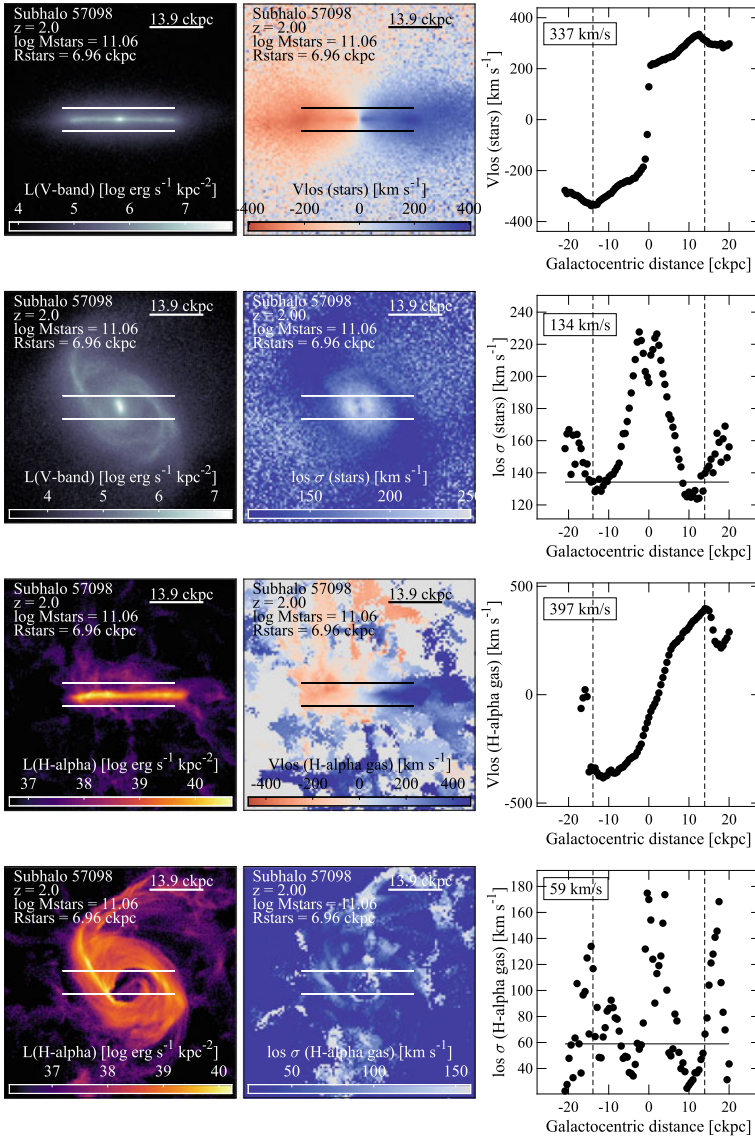 Subhalo 57098
z = 2.0
13.9 ckpc
log Mstars = 11.06
Rstars = 6.96 ckpc
L(V-band) [log erg s⁻¹ kpc⁻²]
4 5 6 7
Subhalo 57098
z = 2.00
13.9 ckpc
log Mstars = 11.06
Rstars = 6.96 ckpc
Vlos (stars) [km s⁻¹]
-400 -200 0 200 400
337 km/s
Vlos (stars) [km s⁻¹]
400
200
0
-200
-400
-20 -10 0 10 20
Galactocentric distance [ckpc]
Subhalo 57098
z = 2.0
13.9 ckpc
log Mstars = 11.06
Rstars = 6.96 ckpc
L(V-band) [log erg s⁻¹ kpc⁻²]
4 5 6 7
Subhalo 57098
z = 2.00
13.9 ckpc
log Mstars = 11.06
Rstars = 6.96 ckpc
los σ (stars) [km s⁻¹]
150 200 250
134 km/s
los σ (stars) [km s⁻¹]
220
200
180
160
140
120
-20 -10 0 10 20
Galactocentric distance [ckpc]
Subhalo 57098
z = 2.0
13.9 ckpc
log Mstars = 11.06
Rstars = 6.96 ckpc
L(H-alpha) [log erg s⁻¹ kpc⁻²]
37 38 39 40
Subhalo 57098
z = 2.00
13.9 ckpc
log Mstars = 11.06
Rstars = 6.96 ckpc
Vlos (H-alpha gas) [km s⁻¹]
-400 -200 0 200 400
397 km/s
Vlos (H-alpha gas) [km s⁻¹]
500
0
-500
-20 -10 0 10 20
Galactocentric distance [ckpc]
Subhalo 57098
z = 2.0
13.9 ckpc
log Mstars = 11.06
Rstars = 6.96 ckpc
L(H-alpha) [log erg s⁻¹ kpc⁻²]
37 38 39 40
Subhalo 57098
z = 2.00
13.9 ckpc
log Mstars = 11.06
Rstars = 6.96 ckpc
los σ (H-alpha gas) [km s⁻¹]
50 100 150
59 km/s
los σ (H-alpha gas) [km s⁻¹]
180
160
140
120
100
80
60
40
-20 -10 0 10 20
Galactocentric distance [ckpc]